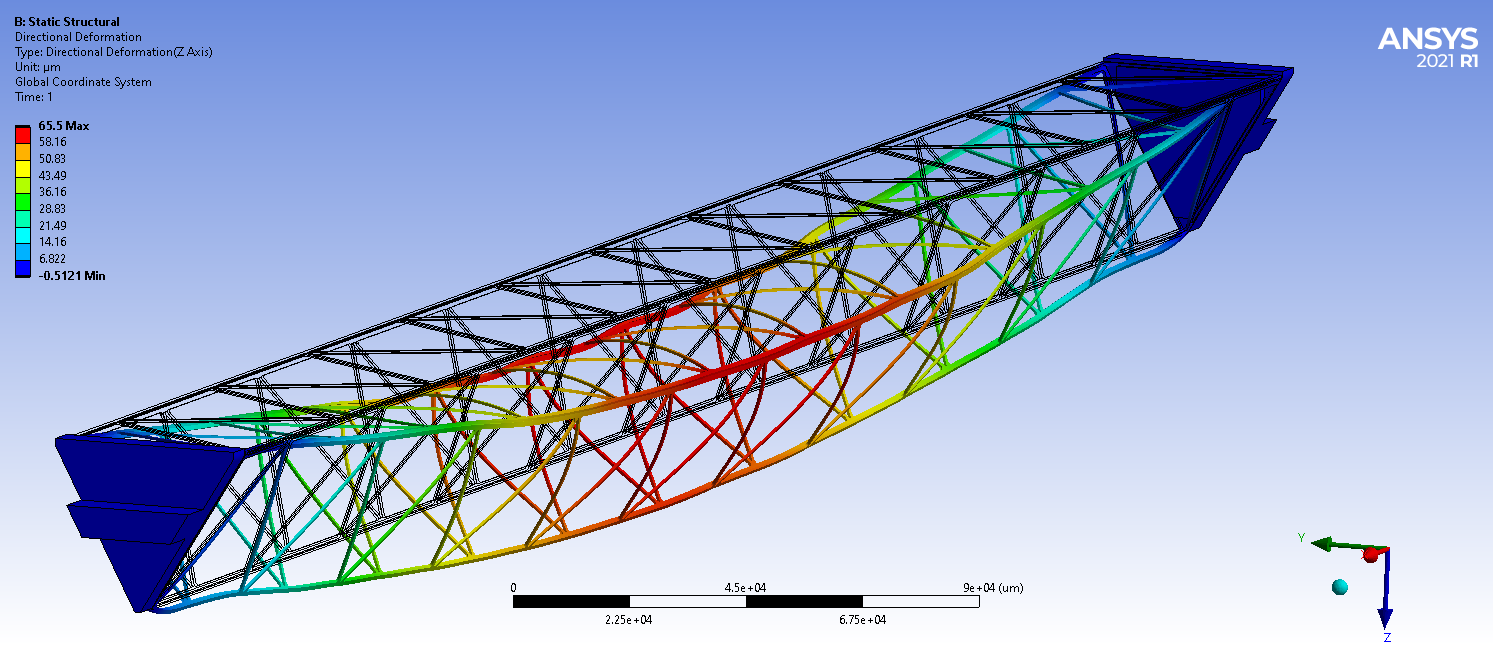 B: Static Structural
Directional Deformation
Type: Directional Deformation(Z Axis)
Unit: µm
Global Coordinate System
Time: 1
ANSYS
2021 R1
65.5 Max
58.16
50.83
43.49
36.16
28.83
21.49
14.16
6.822
-0.5121 Min
0 4.5e+04 9e+04 (um)
2.25e+04 6.75e+04
Y
Z